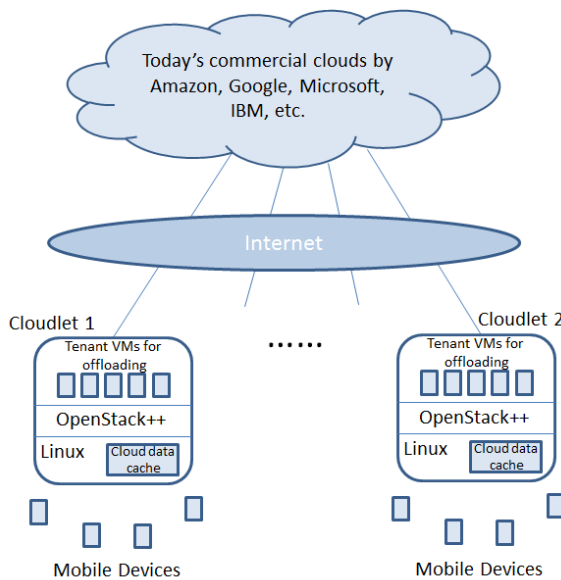 Today's commercial clouds by
Amazon, Google, Microsoft,
IBM, etc.
Internet
Cloudlet 1
Tenant VMs for
offloading
OpenStack++
Linux
Cloud data
cache
Mobile Devices
......
Cloudlet 2
Tenant VMs for
offloading
OpenStack++
Linux
Cloud data
cache
Mobile Devices